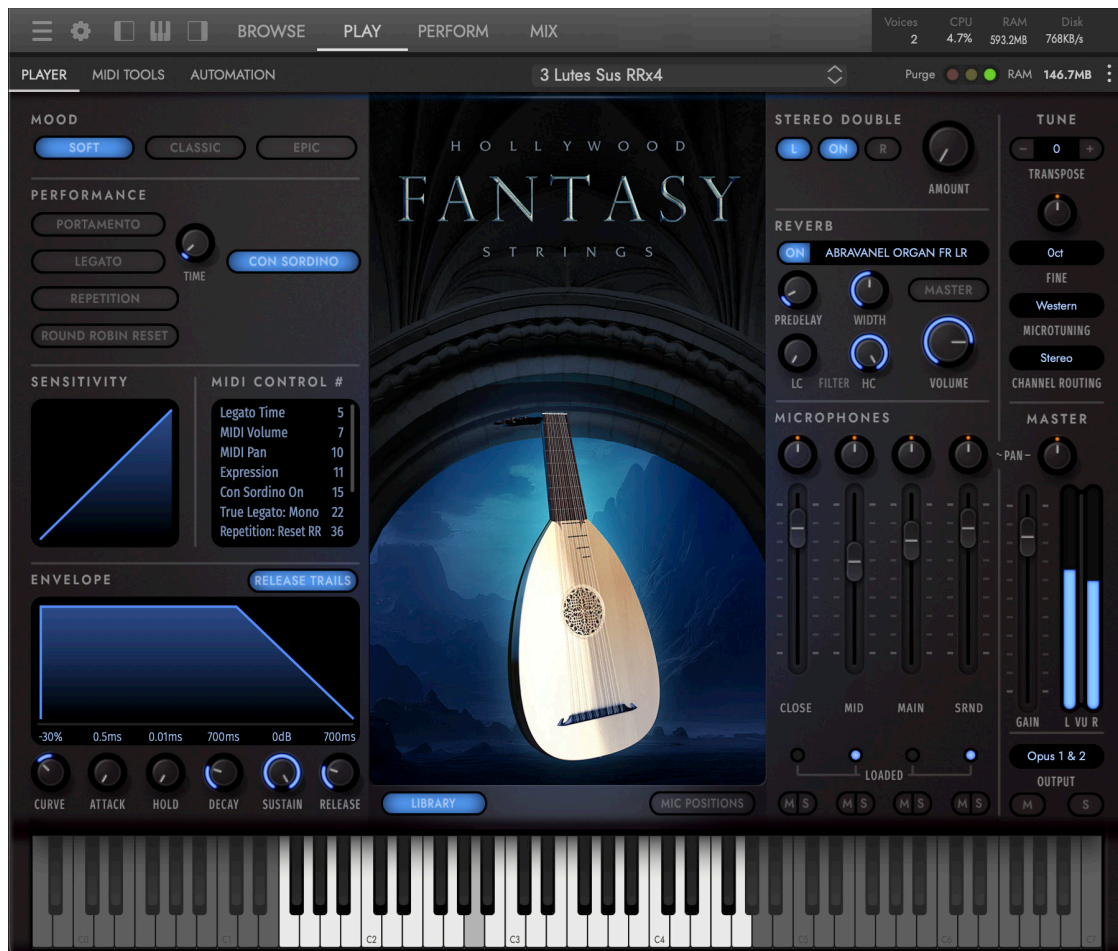 BROWSE PLAY PERFORM MIX
Voices CPU RAM Disk
2 4.7% 593.2MB 768KB/s
PLAYER MIDI TOOLS AUTOMATION
3 Lutes Sus RRx4
Purge RAM 146.7MB
MOOD
SOFT CLASSIC EPIC
PERFORMANCE
PORTAMENTO
LEGATO
REPETITION
ROUND ROBIN RESET
TIME
CON SORDINO
SENSITIVITY
MIDI CONTROL #
Legato Time 5
MIDI Volume 7
MIDI Pan 10
Expression 11
Con Sordino On 15
True Legato: Mono 22
Repetition: Reset RR 36
ENVELOPE
RELEASE TRAILS
-30% 0.5ms 0.01ms 700ms 0dB 700ms
CURVE ATTACK HOLD DECAY SUSTAIN RELEASE
HOLLYWOOD
FANTASY
STRINGS
LIBRARY
MIC POSITIONS
STEREO DOUBLE
L ON R
AMOUNT
REVERB
ON ABRAVANEL ORGAN FR LR
PREDELAY WIDTH MASTER
LC FILTER HC VOLUME
MICROPHONES
~PAN~
CLOSE MID MAIN SRND
LOADED
M S M S M S M S
TUNE
- 0 +
TRANSPOSE
0ct
FINE
Western
MICROTUNING
Stereo
CHANNEL ROUTING
MASTER
GAIN L VU R
Opus 1 & 2
OUTPUT
M S
C0 C1 C2 C3 C4 C5 C6 C7